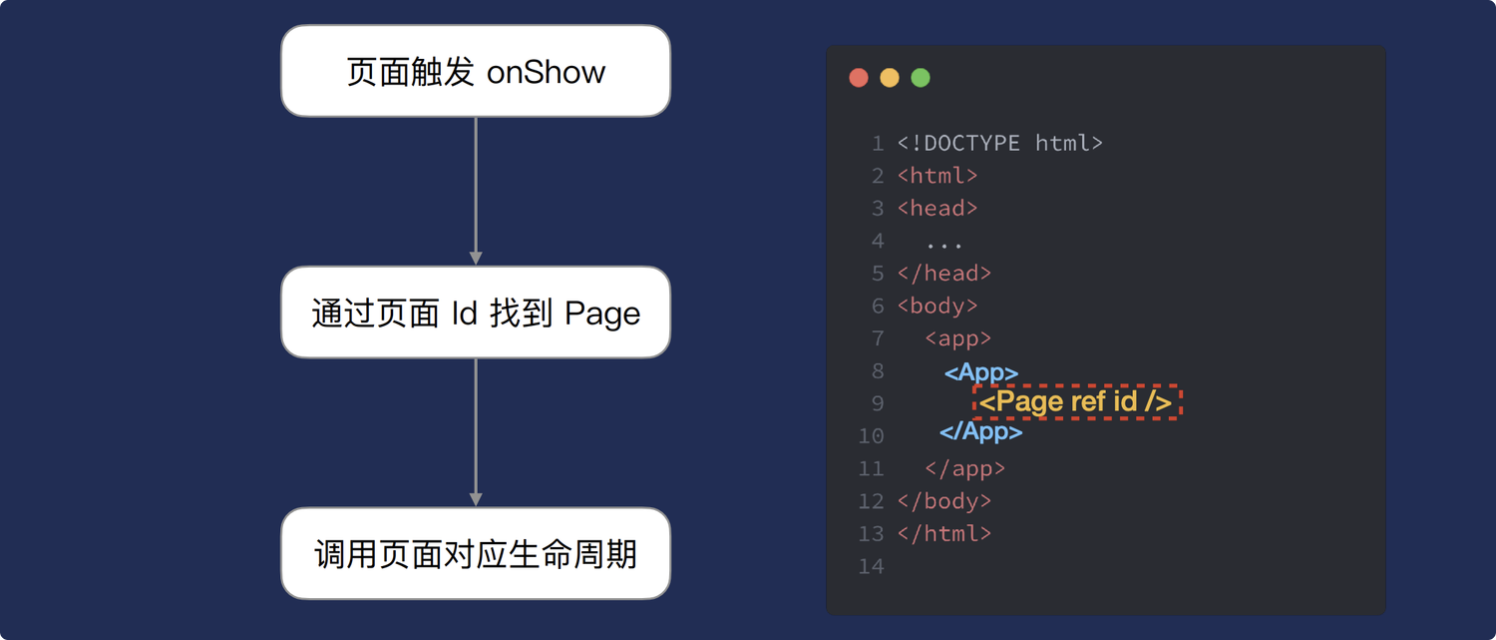 页面触发 onShow
通过页面 Id 找到 Page
调用页面对应生命周期
1 <!DOCTYPE html>
2 <html>
3 <head>
4 ...
5 </head>
6 <body>
7 <app>
8 <App>
9 <Page ref id />
10 </App>
11 </app>
12 </body>
13 </html>
14